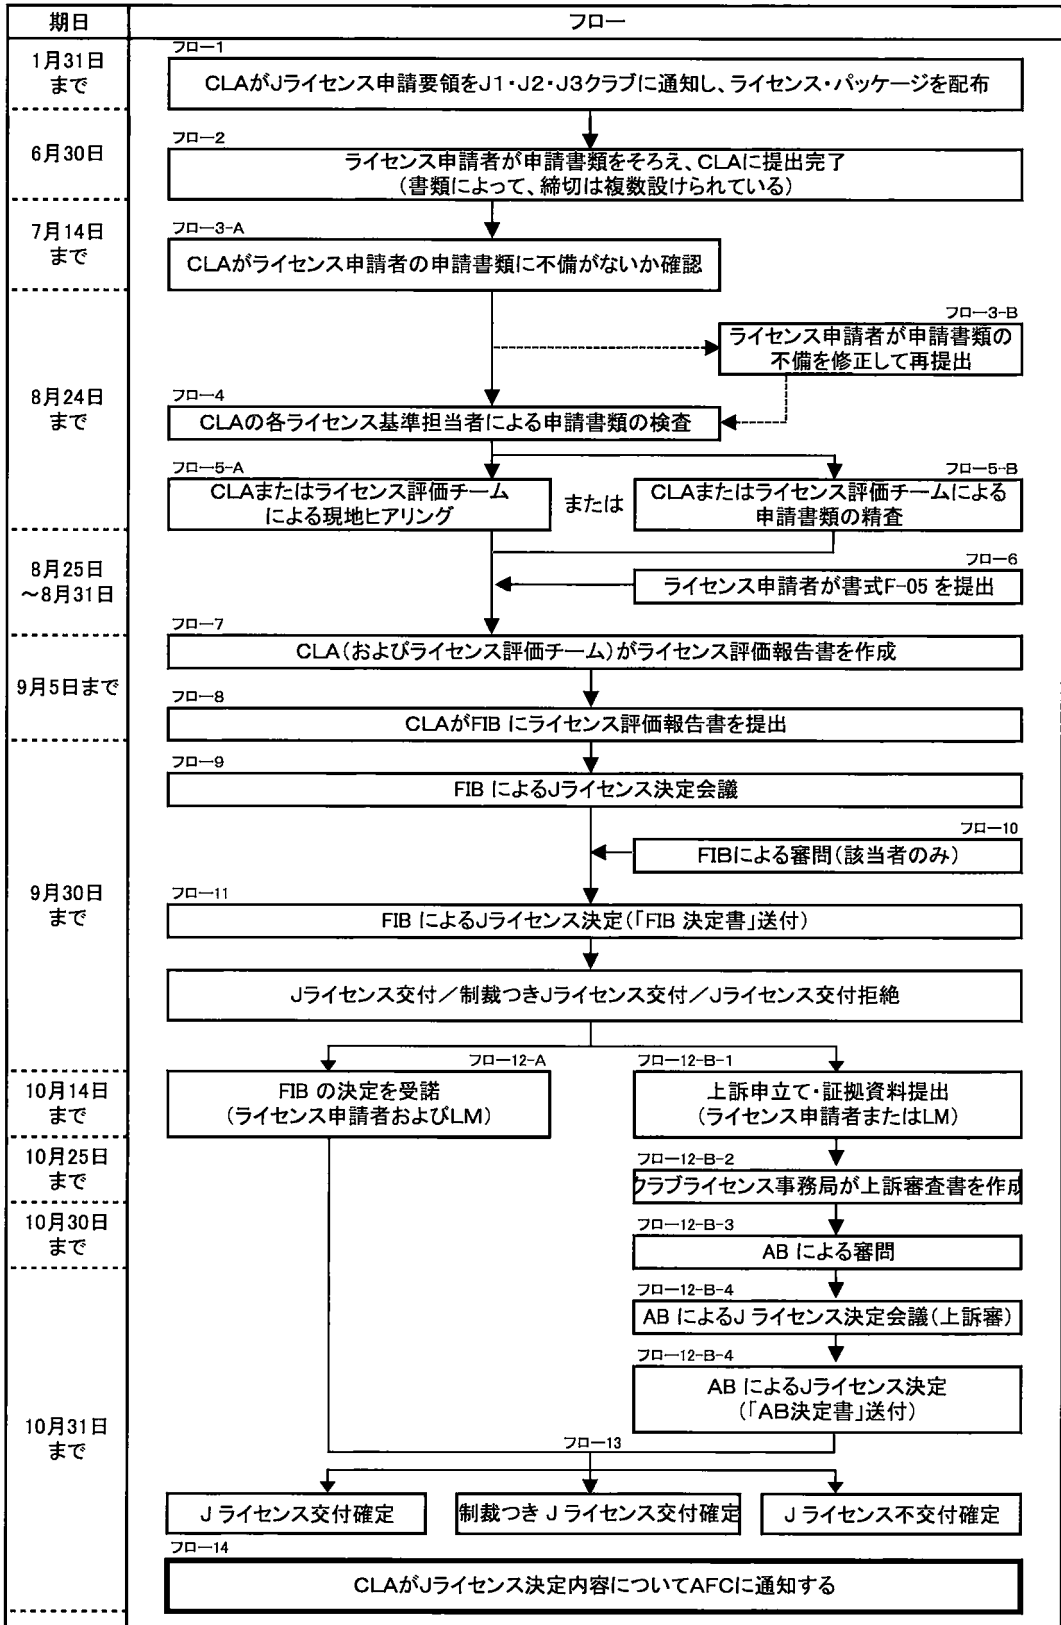 期日
フロー
1月31日
まで
フロー1
CLAがJライセンス申請要領をJ1・J2・J3クラブに通知し、ライセンス・パッケージを配布
6月30日
フロー2
ライセンス申請者が申請書類をそろえ、CLAに提出完了
(書類によって、締切は複数設けられている)
7月14日
まで
フロー3-A
CLAがライセンス申請者の申請書類に不備がないか確認
8月24日
まで
フロー3-B
ライセンス申請者が申請書類の
不備を修正して再提出
フロー4
CLAの各ライセンス基準担当者による申請書類の検査
フロー5-A
CLAまたはライセンス評価チーム
による現地ヒアリング
または
フロー5-B
CLAまたはライセンス評価チームによる
申請書類の精査
8月25日
～8月31日
フロー6
ライセンス申請者が書式F-05 を提出
9月5日まで
フロー7
CLA(およびライセンス評価チーム)がライセンス評価報告書を作成
フロー8
CLAがFIB にライセンス評価報告書を提出
9月30日
まで
フロー9
FIB によるJライセンス決定会議
フロー10
FIBによる審問(該当者のみ)
フロー11
FIB によるJライセンス決定(「FIB 決定書」送付)
Jライセンス交付／制裁つきJライセンス交付／Jライセンス交付拒絶
10月14日
まで
フロー12-A
FIB の決定を受諾
(ライセンス申請者およびLM)
フロー12-B-1
上訴申立て・証拠資料提出
(ライセンス申請者またはLM)
10月25日
まで
フロー12-B-2
クラブライセンス事務局が上訴審査書を作成
10月30日
まで
フロー12-B-3
AB による審問
10月31日
まで
フロー12-B-4
AB によるJ ライセンス決定会議(上訴審)
フロー12-B-4
AB によるJライセンス決定
(「AB決定書」送付)
フロー13
J ライセンス交付確定
制裁つき J ライセンス交付確定
J ライセンス不交付確定
フロー14
CLAがJライセンス決定内容についてAFCに通知する